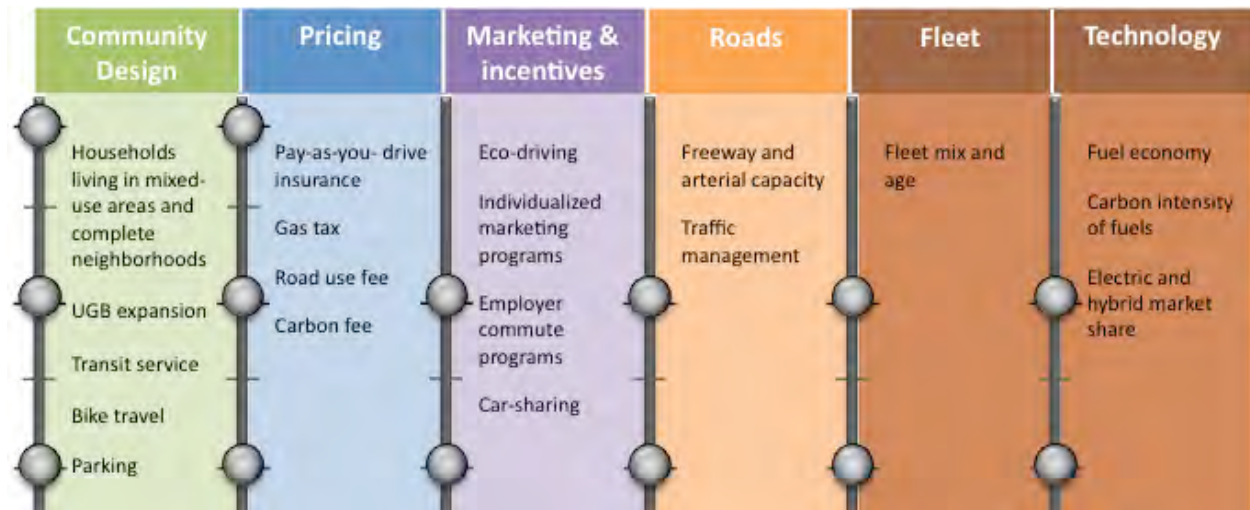 Community
Design
Pricing
Marketing &
incentives
Roads
Fleet
Technology
Households
living in mixed-
use areas and
complete
neighborhoods
UGB expansion
Transit service
Bike travel
Parking
Pay-as-you- drive
insurance
Gas tax
Road use fee
Carbon fee
Eco-driving
Individualized
marketing
programs
Employer
commute
programs
Car-sharing
Freeway and
arterial capacity
Traffic
management
Fleet mix and
age
Fuel economy
Carbon intensity
of fuels
Electric and
hybrid market
share